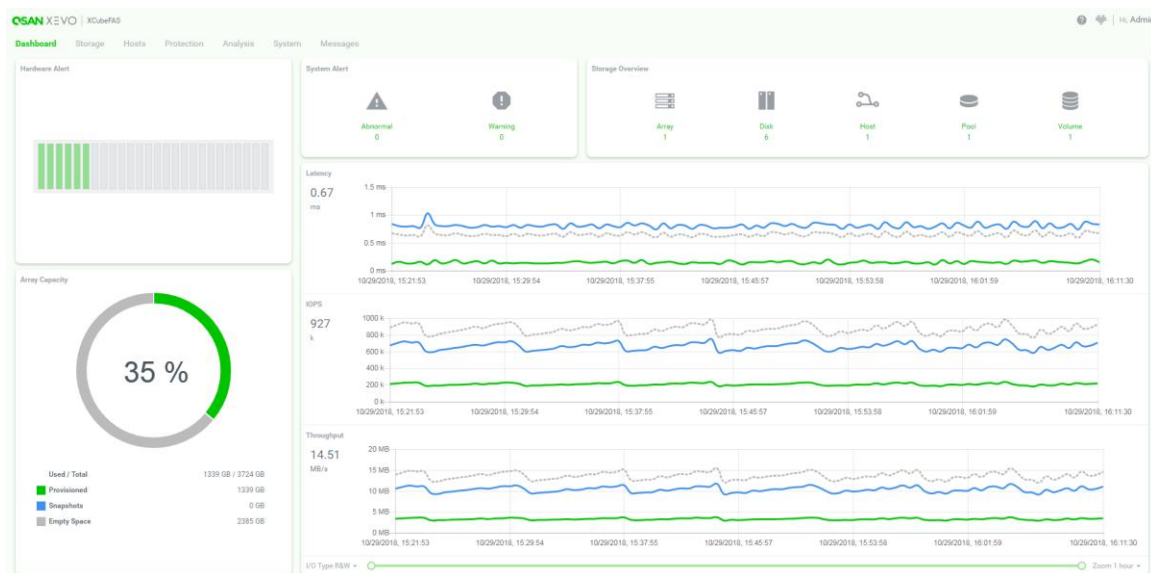 QSAN XEVO | XCubeFAS
Hi, Admin
Dashboard Storage Hosts Protection Analysis System Messages
Hardware Alert
System Alert
Abnormal
0
Warning
0
Storage Overview
Array
1
Disk
6
Host
1
Pool
1
Volume
1
Array Capacity
35 %
Used / Total 1339 GB / 3724 GB
Provisioned 1339 GB
Snapshots 0 GB
Empty Space 2385 GB
Latency
0.67
ms
1.5 ms
1 ms
0.5 ms
0 ms
10/29/2018, 15:21:53 10/29/2018, 15:29:54 10/29/2018, 15:37:55 10/29/2018, 15:45:57 10/29/2018, 15:53:58 10/29/2018, 16:01:59 10/29/2018, 16:11:30
IOPS
927
k
1000 k
800 k
600 k
400 k
200 k
0 k
10/29/2018, 15:21:53 10/29/2018, 15:29:54 10/29/2018, 15:37:55 10/29/2018, 15:45:57 10/29/2018, 15:53:58 10/29/2018, 16:01:59 10/29/2018, 16:11:30
Throughput
14.51
MB/s
20 MB
15 MB
10 MB
5 MB
0 MB
10/29/2018, 15:21:53 10/29/2018, 15:29:54 10/29/2018, 15:37:55 10/29/2018, 15:45:57 10/29/2018, 15:53:58 10/29/2018, 16:01:59 10/29/2018, 16:11:30
I/O Type R&W
Zoom 1 hour